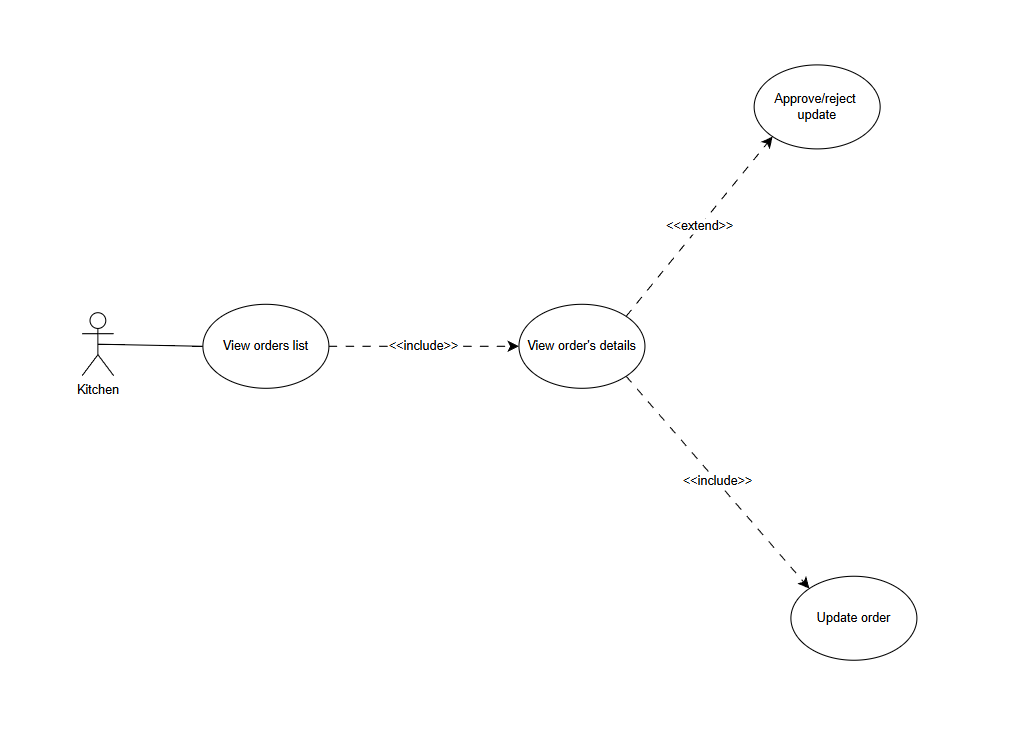 Approve/reject
update
<<extend>>
View orders list
<<include>>
View order's details
Kitchen
<<include>>
Update order